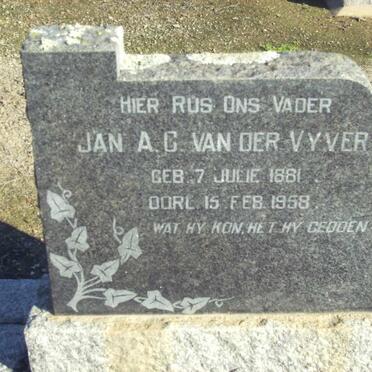 HIER RUS ONS VADER
JAN A.C. VAN DER VYVER
GEB. 7 JULIE 1881.
OORL. 15 FEB. 1958.
WAT HY KON, HET HY GEDOEN